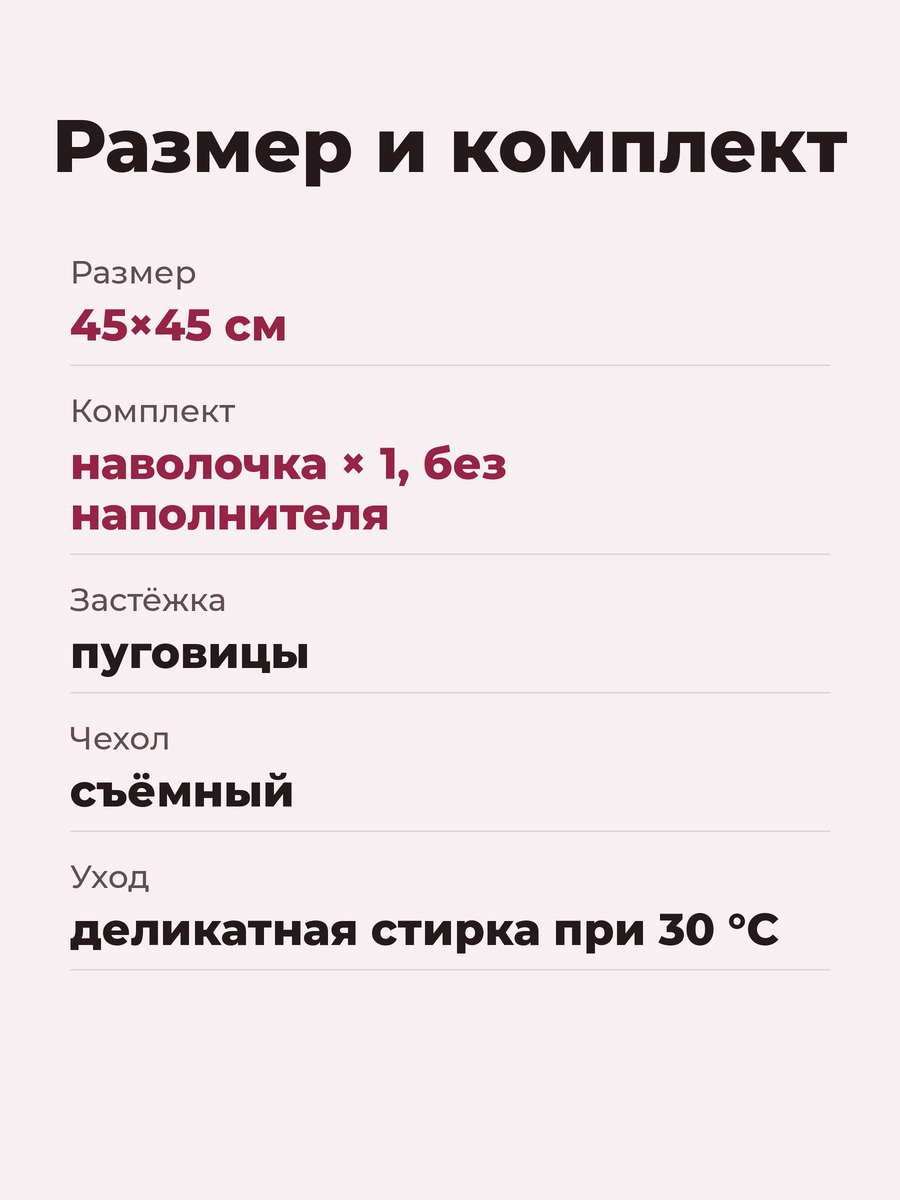 Размер и комплект
Размер
45×45 см
Комплект
наволочка × 1, без
наполнителя
Застёжка
пуговицы
Чехол
съёмный
Уход
деликатная стирка при 30 °C